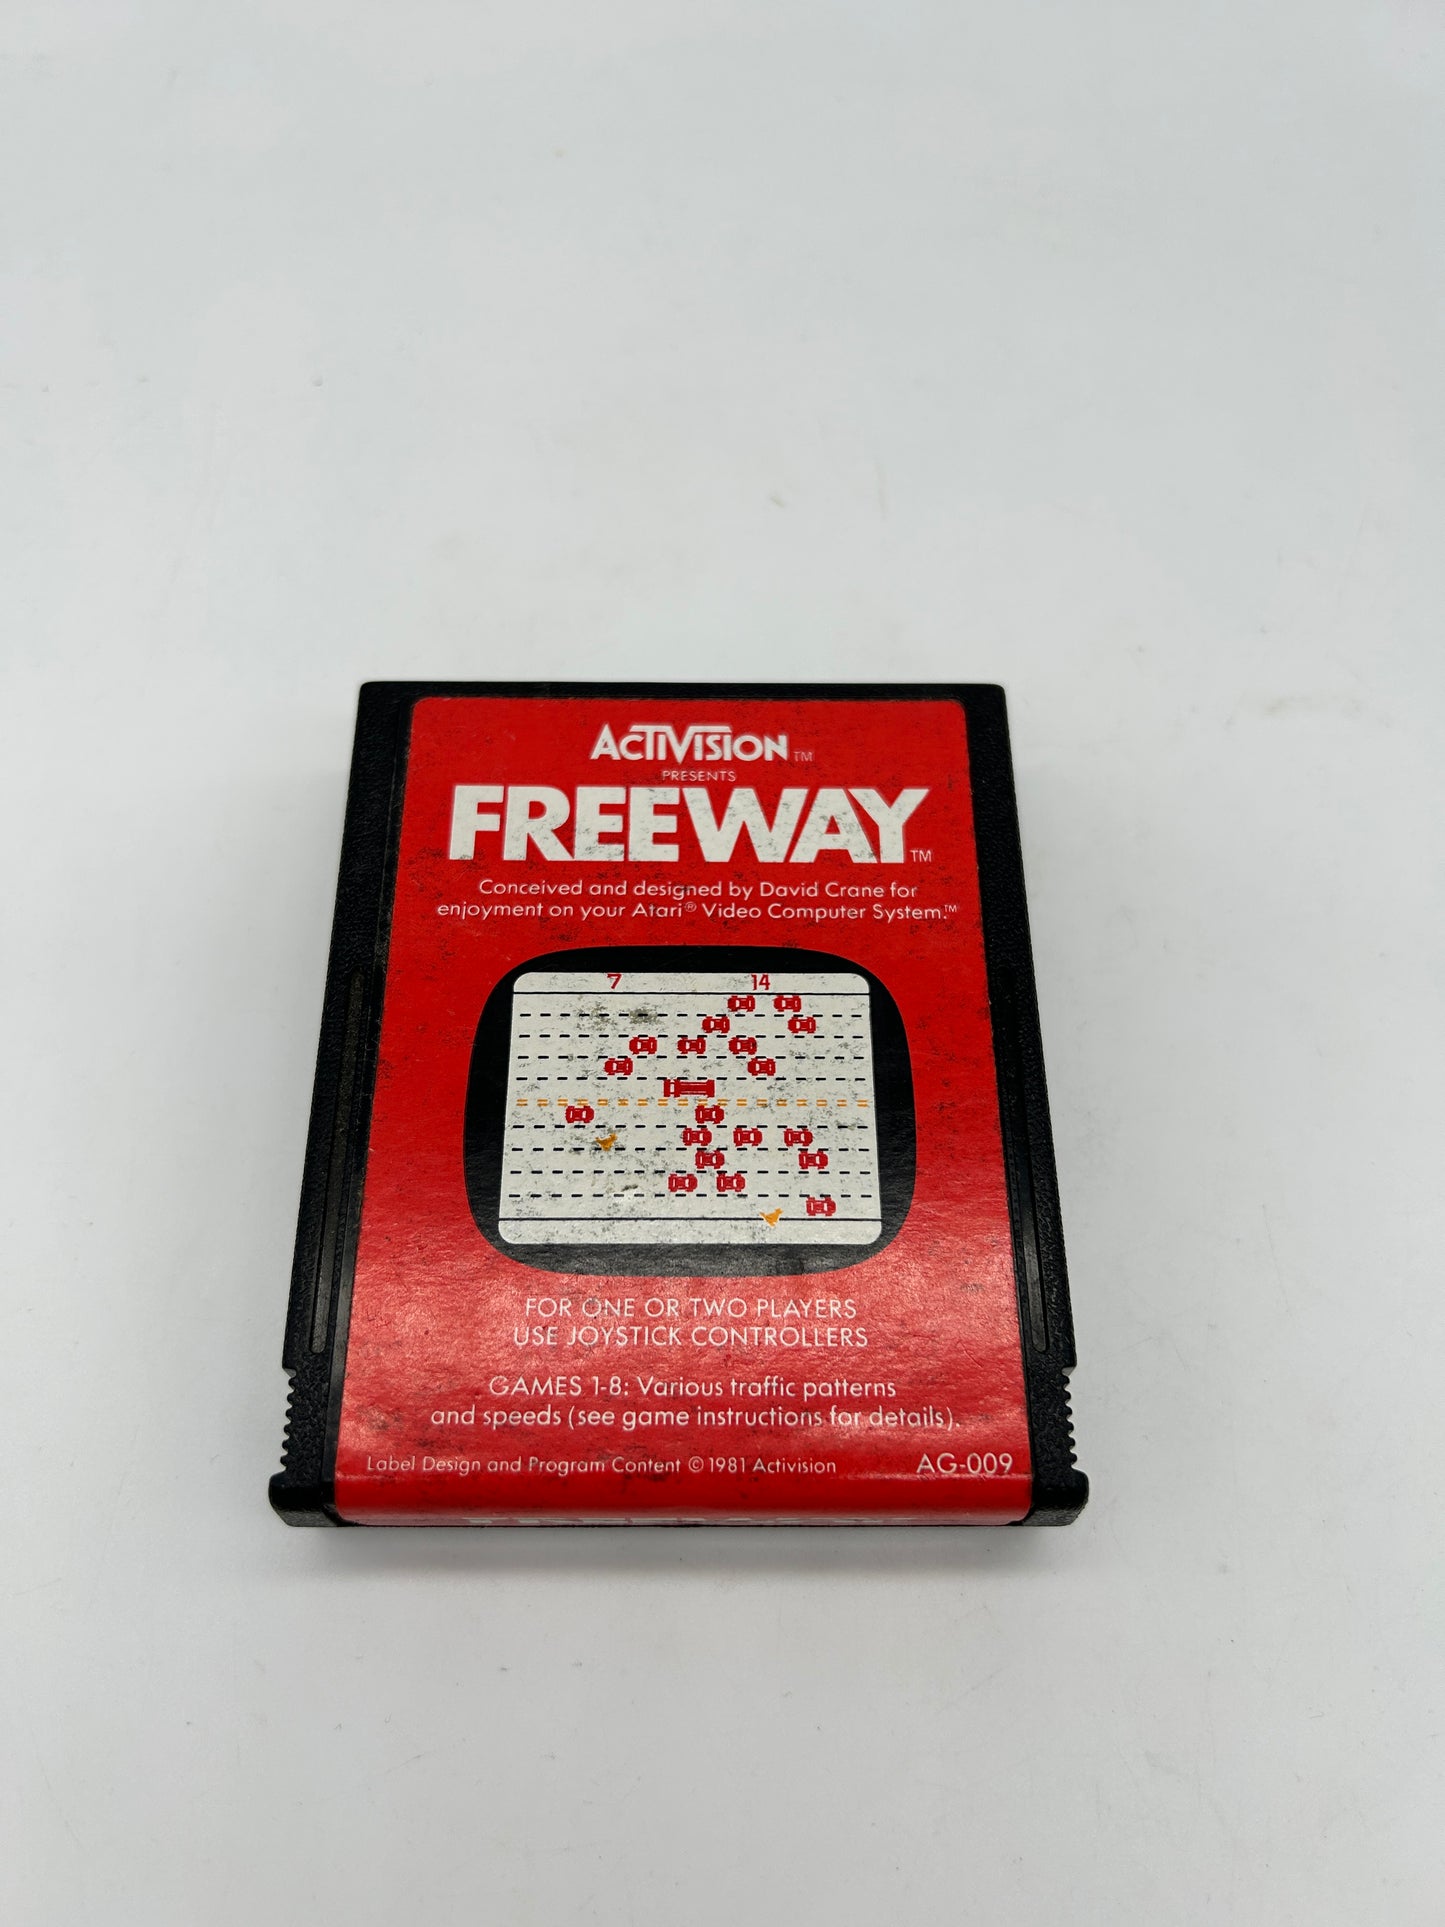 ACTIVISION™
PRESENTS
FREEWAY™
Conceived and designed by David Crane for
enjoyment on your Atari® Video Computer System.™
7 14
FOR ONE OR TWO PLAYERS
USE JOYSTICK CONTROLLERS
GAMES 1-8: Various traffic patterns
and speeds (see game instructions for details).
Label Design and Program Content © 1981 Activision AG-009